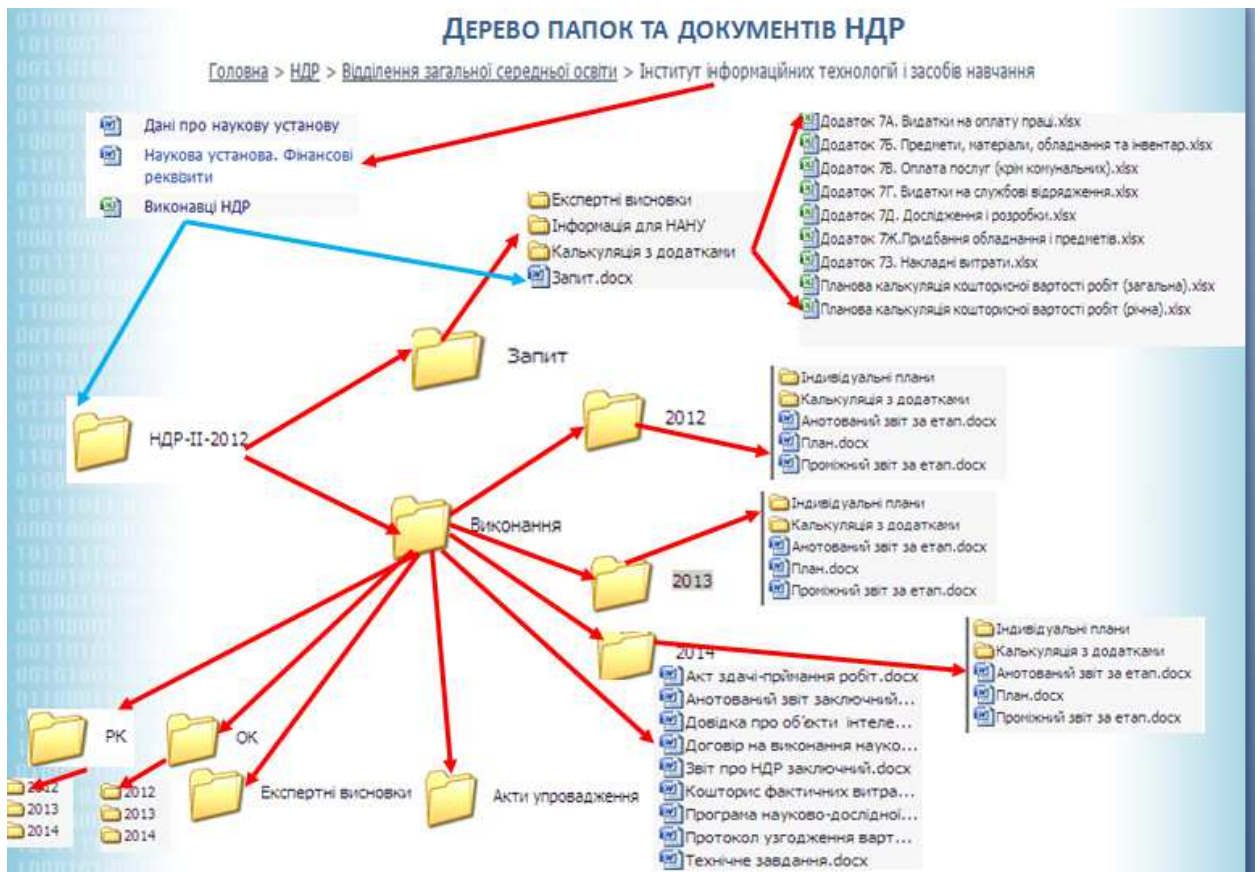 ДЕРЕВО ПАПОК ТА ДОКУМЕНТІВ НДР
Головна > НДР > Відділення загальної середньої освіти > Інститут інформаційних технологій і засобів навчання
Дані про наукову установу
Наукова установа. Фінансові
реквізити
Виконавці НДР
Експертні висновки
Інформація для НАНУ
Калькуляція з додатками
Запит.docx
Додаток 7А. Видатки на оплату праці.xlsx
Додаток 7Б. Предмети, матеріали, обладнання та інвентар.xlsx
Додаток 7В. Оплата послуг (крім комунальних).xlsx
Додаток 7Г. Видатки на службові відрядження.xlsx
Додаток 7Д. Дослідження і розробки.xlsx
Додаток 7Ж.Придбання обладнання і предметів.xlsx
Додаток 7З. Накладні витрати.xlsx
Планова калькуляція кошторисної вартості робіт (загальна).xlsx
Планова калькуляція кошторисної вартості робіт (річна).xlsx
Запит
НДР-ІІ-2012
2012
Індивідуальні плани
Калькуляція з додатками
Анотований звіт за етап.docx
План.docx
Проміжний звіт за етап.docx
Виконання
2013
Індивідуальні плани
Калькуляція з додатками
Анотований звіт за етап.docx
План.docx
Проміжний звіт за етап.docx
2014
Індивідуальні плани
Калькуляція з додатками
Анотований звіт за етап.docx
План.docx
Проміжний звіт за етап.docx
Акт здачі-приймання робіт.docx
Анотований звіт заключний...
Довідка про об'єкти інтеле...
Договір на виконання науко...
Звіт про НДР заключний.docx
Кошторис фактичних витра...
Програма науково-дослідної...
Протокол узгодження варт...
Технічне завдання.docx
РК
2012
2013
2014
ОК
2012
2013
2014
Експертні висновки
Акти упровадження